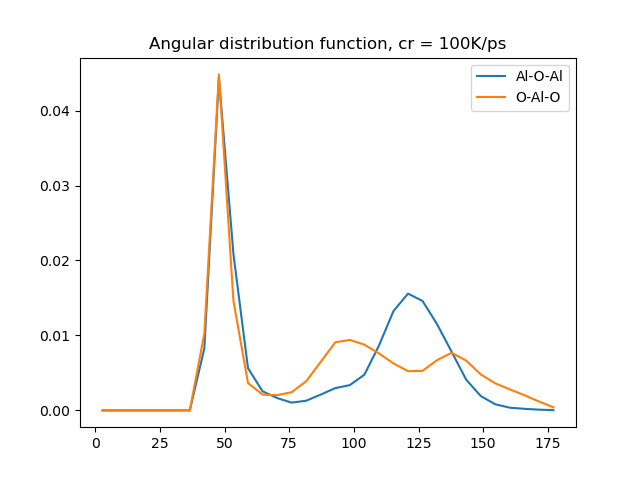 Angular distribution function, cr = 100K/ps
Al-O-Al
O-Al-O
0.04
0.03
0.02
0.01
0.00
0 25 50 75 100 125 150 175